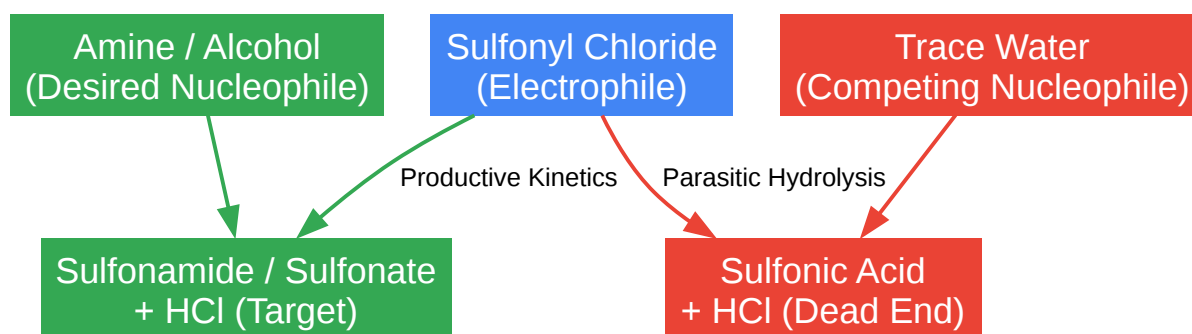 Amine / Alcohol
(Desired Nucleophile)
Sulfonyl Chloride
(Electrophile)
Trace Water
(Competing Nucleophile)
Productive Kinetics
Parasitic Hydrolysis
Sulfonamide / Sulfonate
+ HCl (Target)
Sulfonic Acid
+ HCl (Dead End)